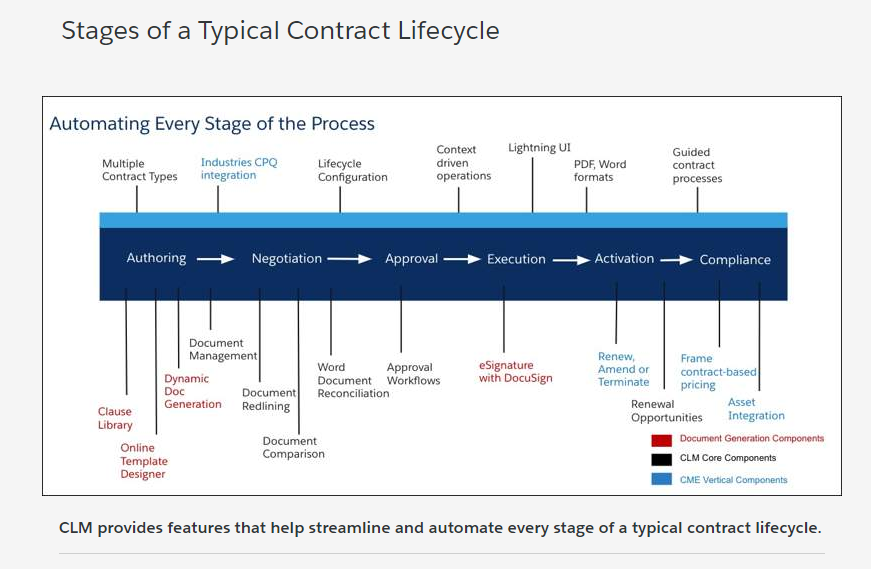 Stages of a Typical Contract Lifecycle
Automating Every Stage of the Process
Multiple
Contract Types
Industries CPQ
integration
Lifecycle
Configuration
Context
driven
operations
Lightning UI
PDF, Word
formats
Guided
contract
processes
Authoring
Negotiation
Approval
Execution
Activation
Compliance
Clause
Library
Online
Template
Designer
Dynamic
Doc
Generation
Document
Management
Document
Redlining
Document
Comparison
Word
Document
Reconciliation
Approval
Workflows
eSignature
with DocuSign
Renew,
Amend or
Terminate
Renewal
Opportunities
Frame
contract-based
pricing
Asset
Integration
Document Generation Components
CLM Core Components
CME Vertical Components
CLM provides features that help streamline and automate every stage of a typical contract lifecycle.